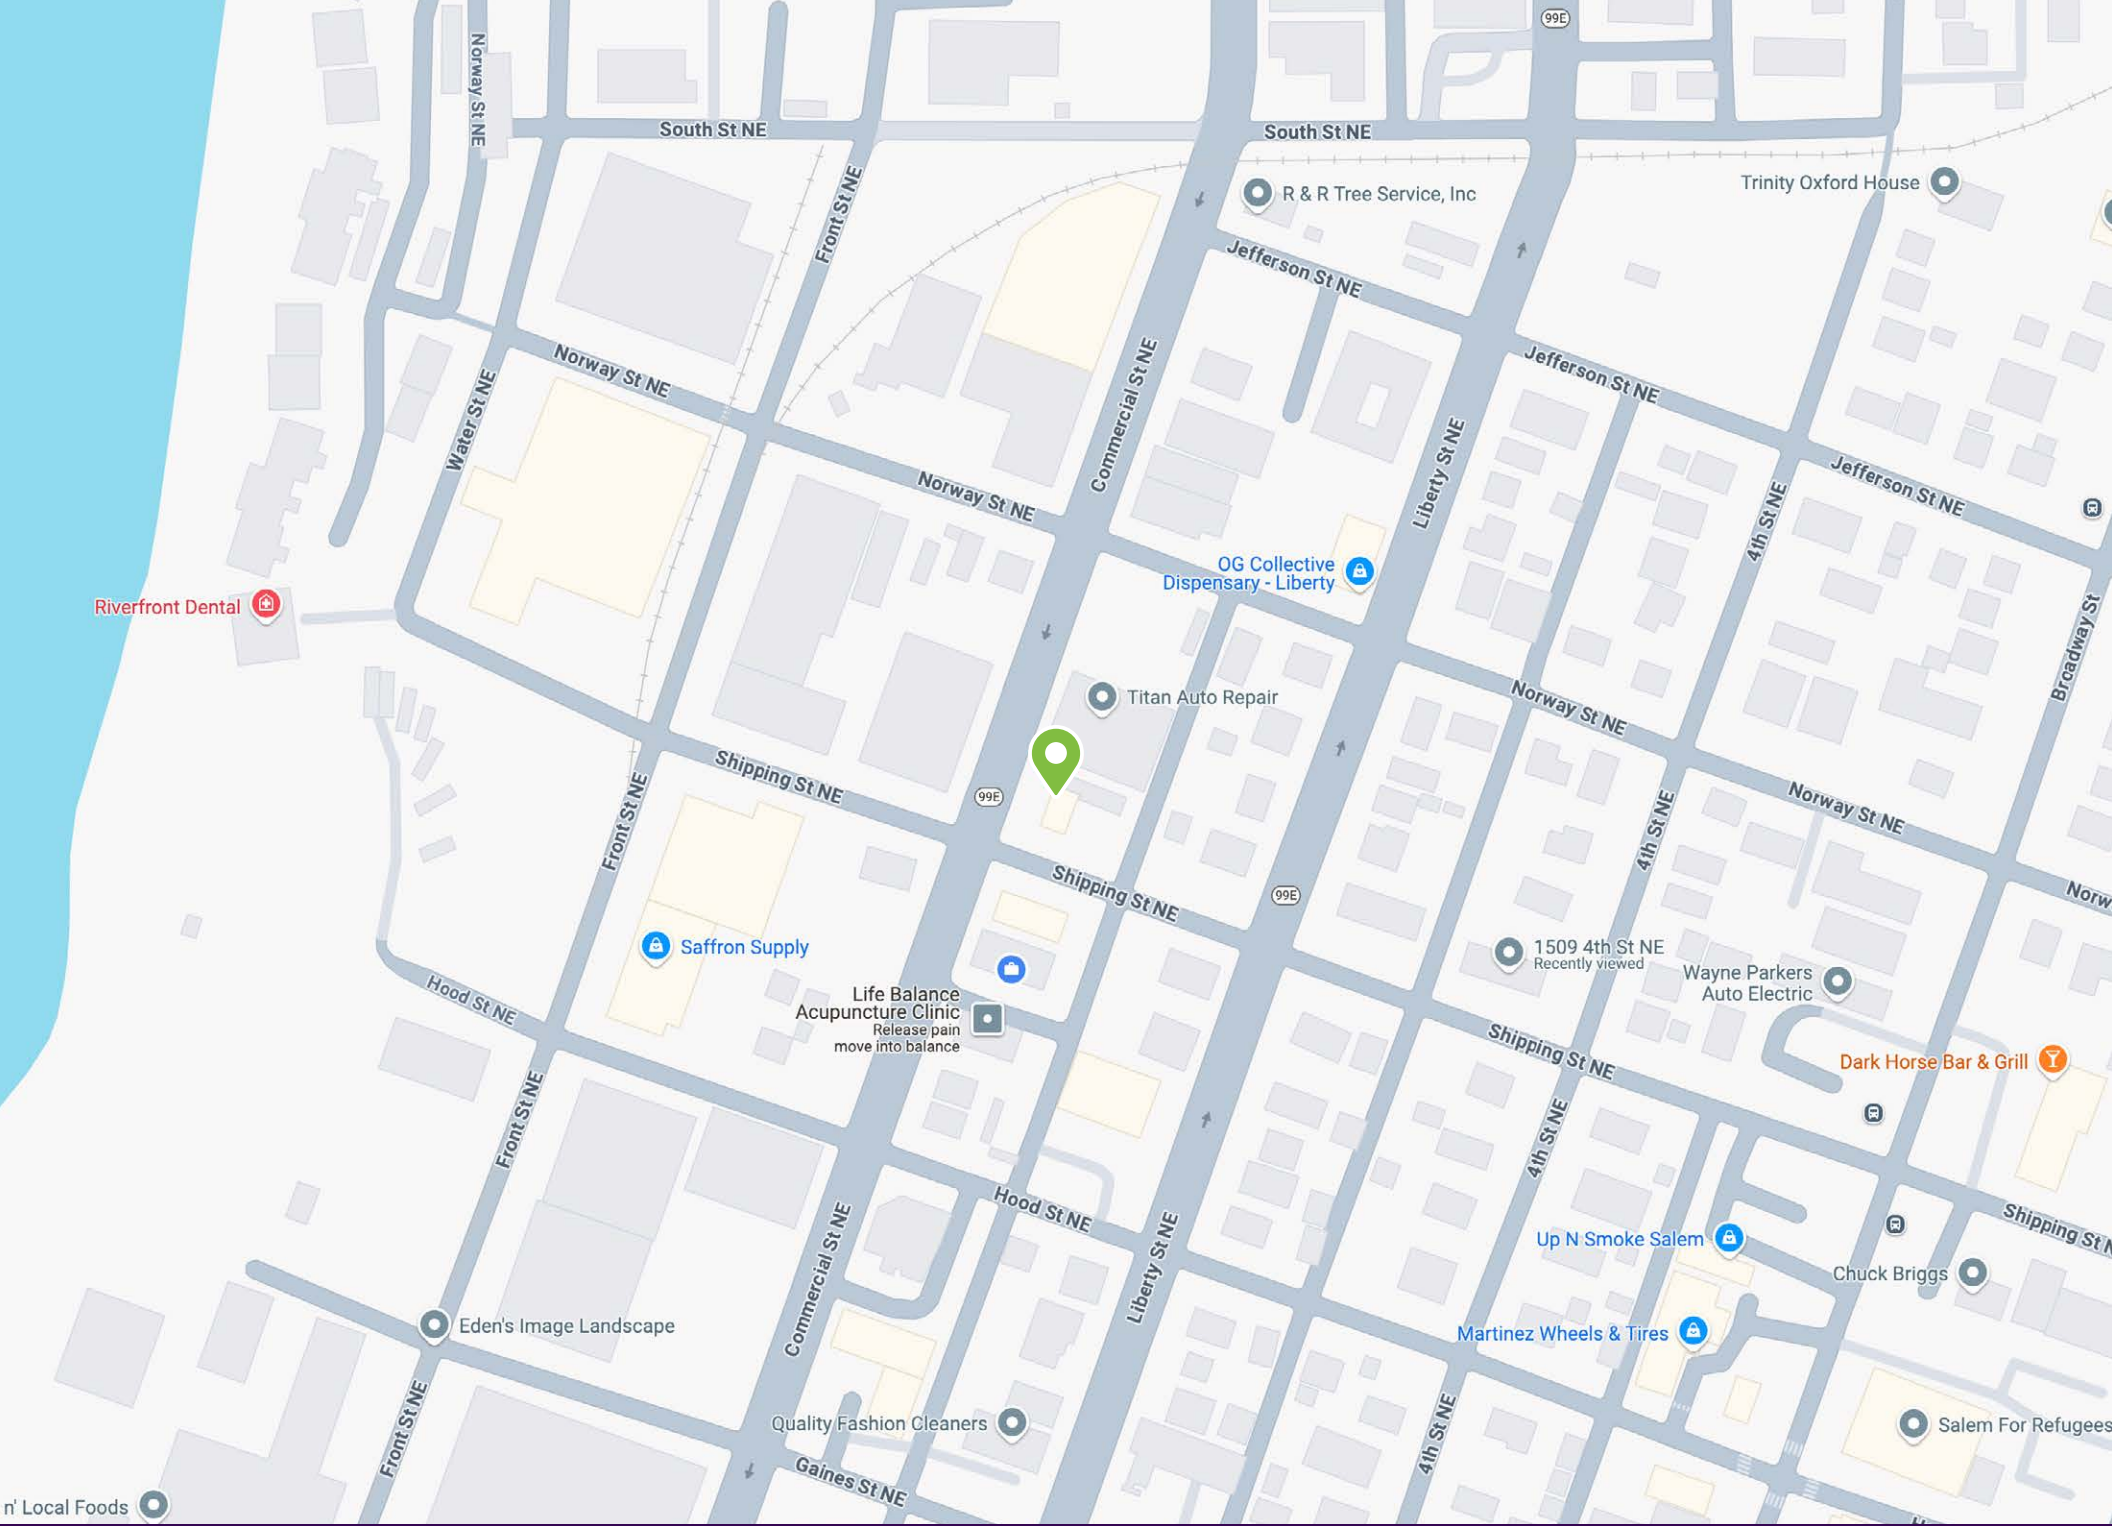 99E
Norway St NE
South St NE
South St NE
Trinity Oxford House
R & R Tree Service, Inc
Front St NE
Jefferson St NE
Norway St NE
Commercial St NE
Jefferson St NE
Water St NE
Liberty St NE
Jefferson St NE
Norway St NE
4th St NE
OG Collective
Dispensary - Liberty
Riverfront Dental
Broadway St
Titan Auto Repair
Norway St NE
Shipping St NE
99E
Norway St NE
Front St NE
4th St NE
Shipping St NE
99E
Norw
Saffron Supply
1509 4th St NE
Recently viewed
Wayne Parkers
Auto Electric
Hood St NE
Life Balance
Acupuncture Clinic
Release pain
move into balance
Shipping St NE
Dark Horse Bar & Grill
Front St NE
4th St NE
Hood St NE
Shipping St N
Up N Smoke Salem
Liberty St NE
Commercial St NE
Chuck Briggs
Eden's Image Landscape
Martinez Wheels & Tires
Front St NE
Quality Fashion Cleaners
4th St NE
Salem For Refugees
Gaines St NE
n' Local Foods